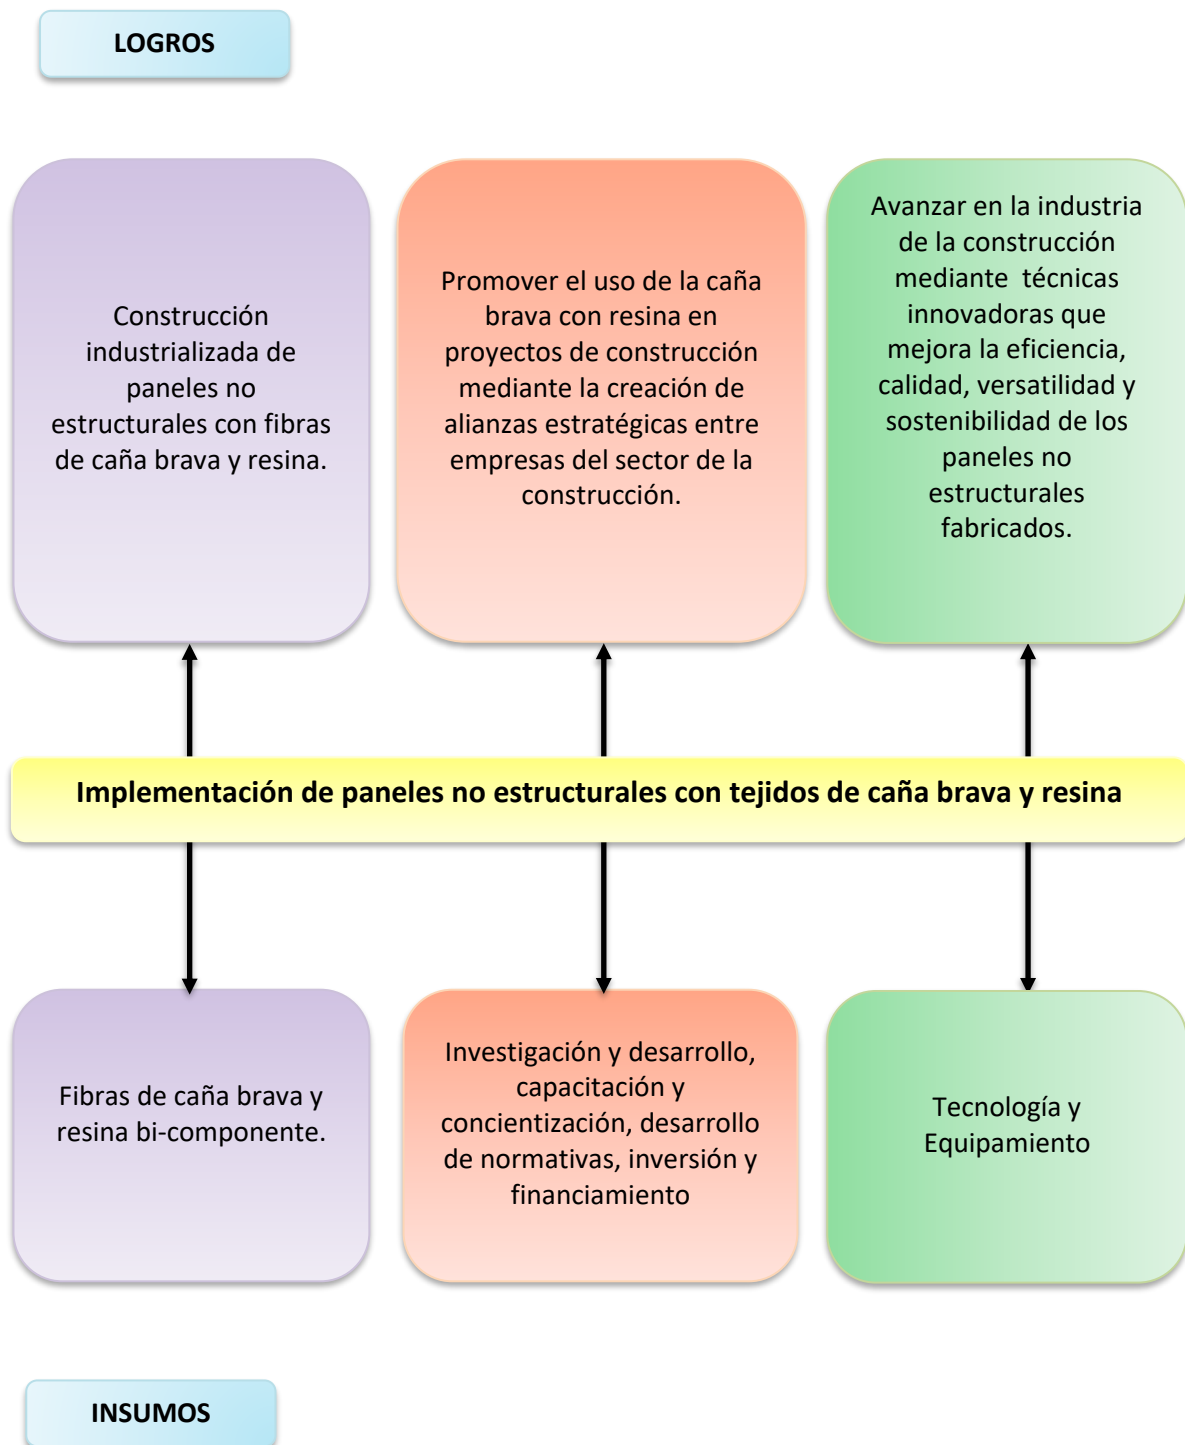 LOGROS
Construcción
industrializada de
paneles no
estructurales con fibras
de caña brava y resina.
Promover el uso de la caña
brava con resina en
proyectos de construcción
mediante la creación de
alianzas estratégicas entre
empresas del sector de la
construcción.
Avanzar en la industria
de la construcción
mediante  técnicas
innovadoras que
mejora la eficiencia,
calidad, versatilidad y
sostenibilidad de los
paneles no
estructurales
fabricados.
Implementación de paneles no estructurales con tejidos de caña brava y resina
Fibras de caña brava y
resina bi-componente.
Investigación y desarrollo,
capacitación y
concientización, desarrollo
de normativas, inversión y
financiamiento
Tecnología y
Equipamiento
INSUMOS